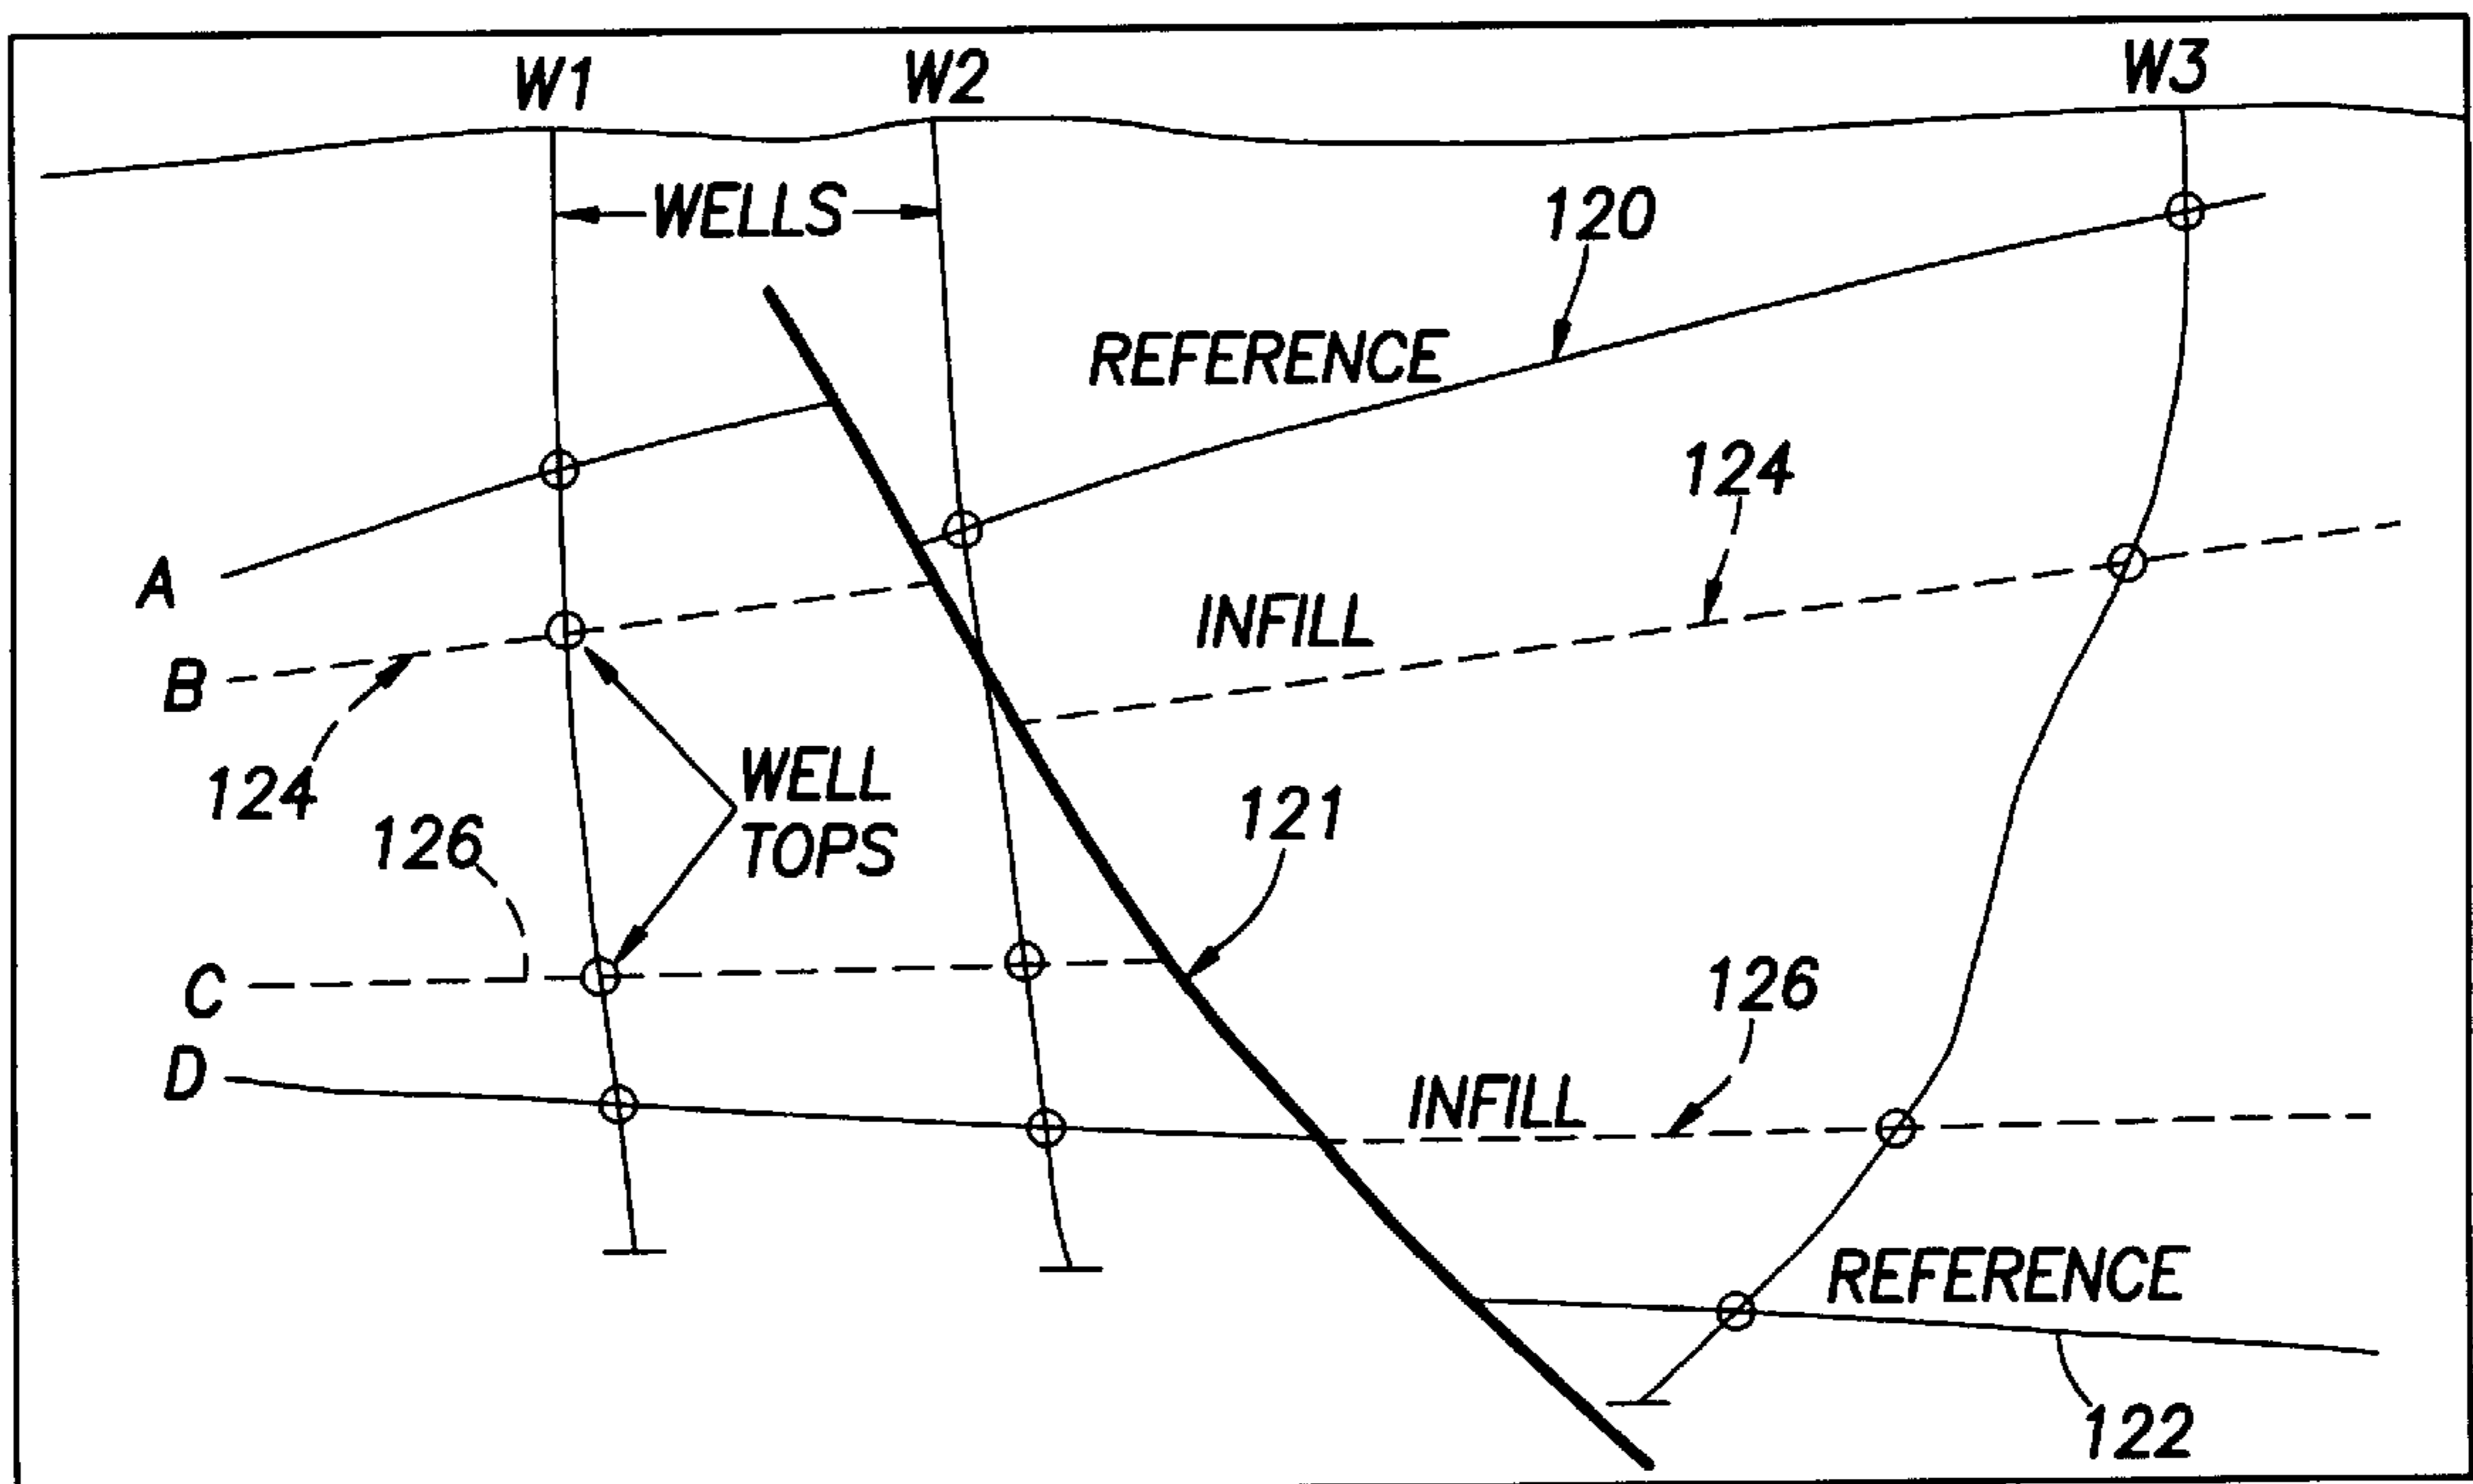 W1
W2
W3
WELLS
120
REFERENCE
124
A
INFILL
B
124
WELL
TOPS
121
126
C
126
D
INFILL
REFERENCE
122